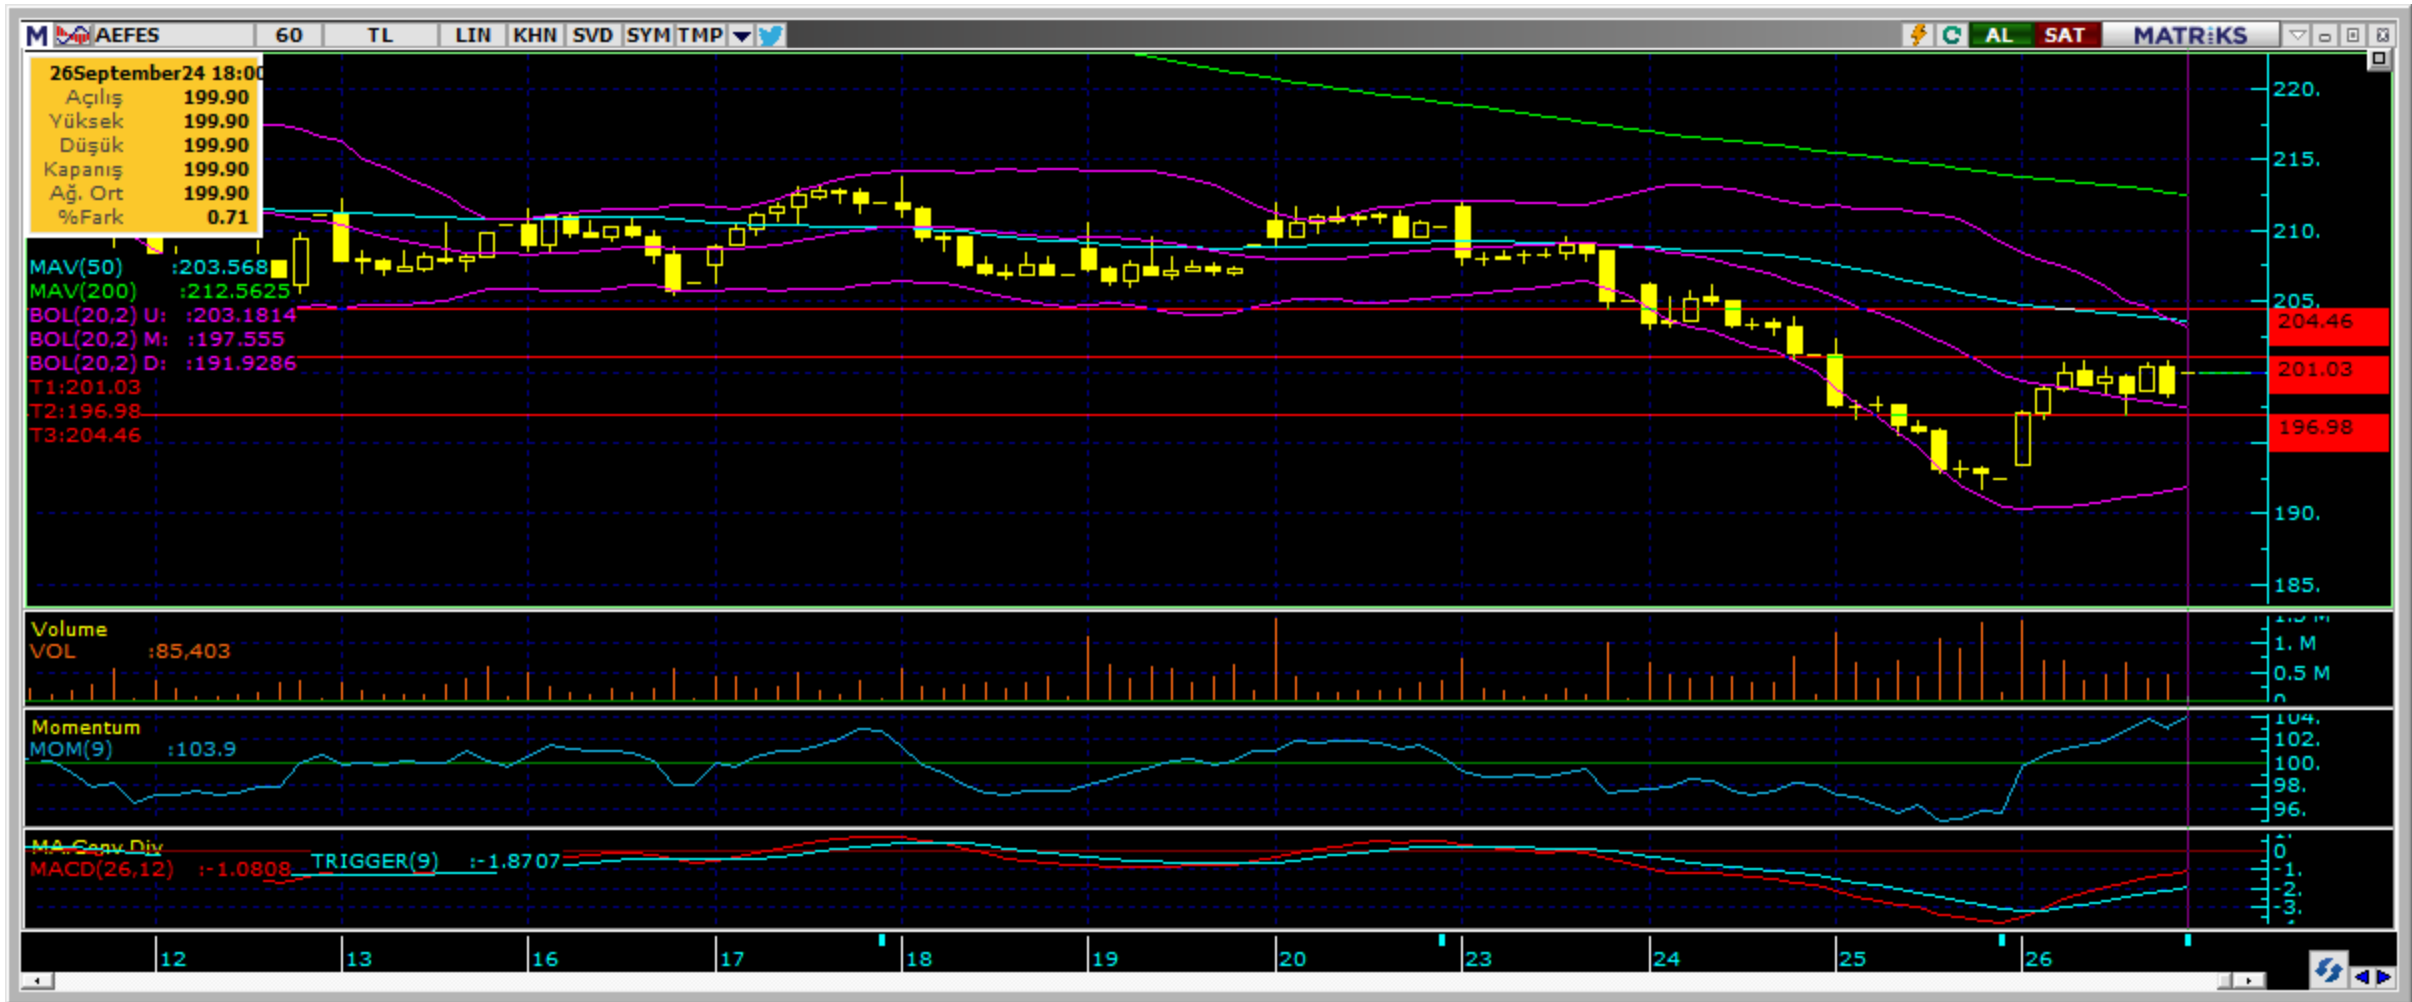 M AEFES 60 TL LIN KHN SVD SYM TMP AL SAT MATRiKS
26September24 18:00
Açılış 199.90
Yüksek 199.90
Düşük 199.90
Kapanış 199.90
Ağ. Ort 199.90
%Fark 0.71
MAV(50) :203.568
MAV(200) :212.5625
BOL(20,2) U: :203.1814
BOL(20,2) M: :197.555
BOL(20,2) D: :191.9286
T1:201.03
T2:196.98
T3:204.46
220.
215.
210.
205.
204.46
201.03
196.98
190.
185.
Volume
VOL :85,403
1. M
0.5 M
0
Momentum
MOM(9) :103.9
104.
102.
100.
98.
96.
MA.Conv Div
MACD(26,12) :-1.0808 TRIGGER(9) :-1.8707
0
-1.
-2.
-3.
12 13 16 17 18 19 20 23 24 25 26